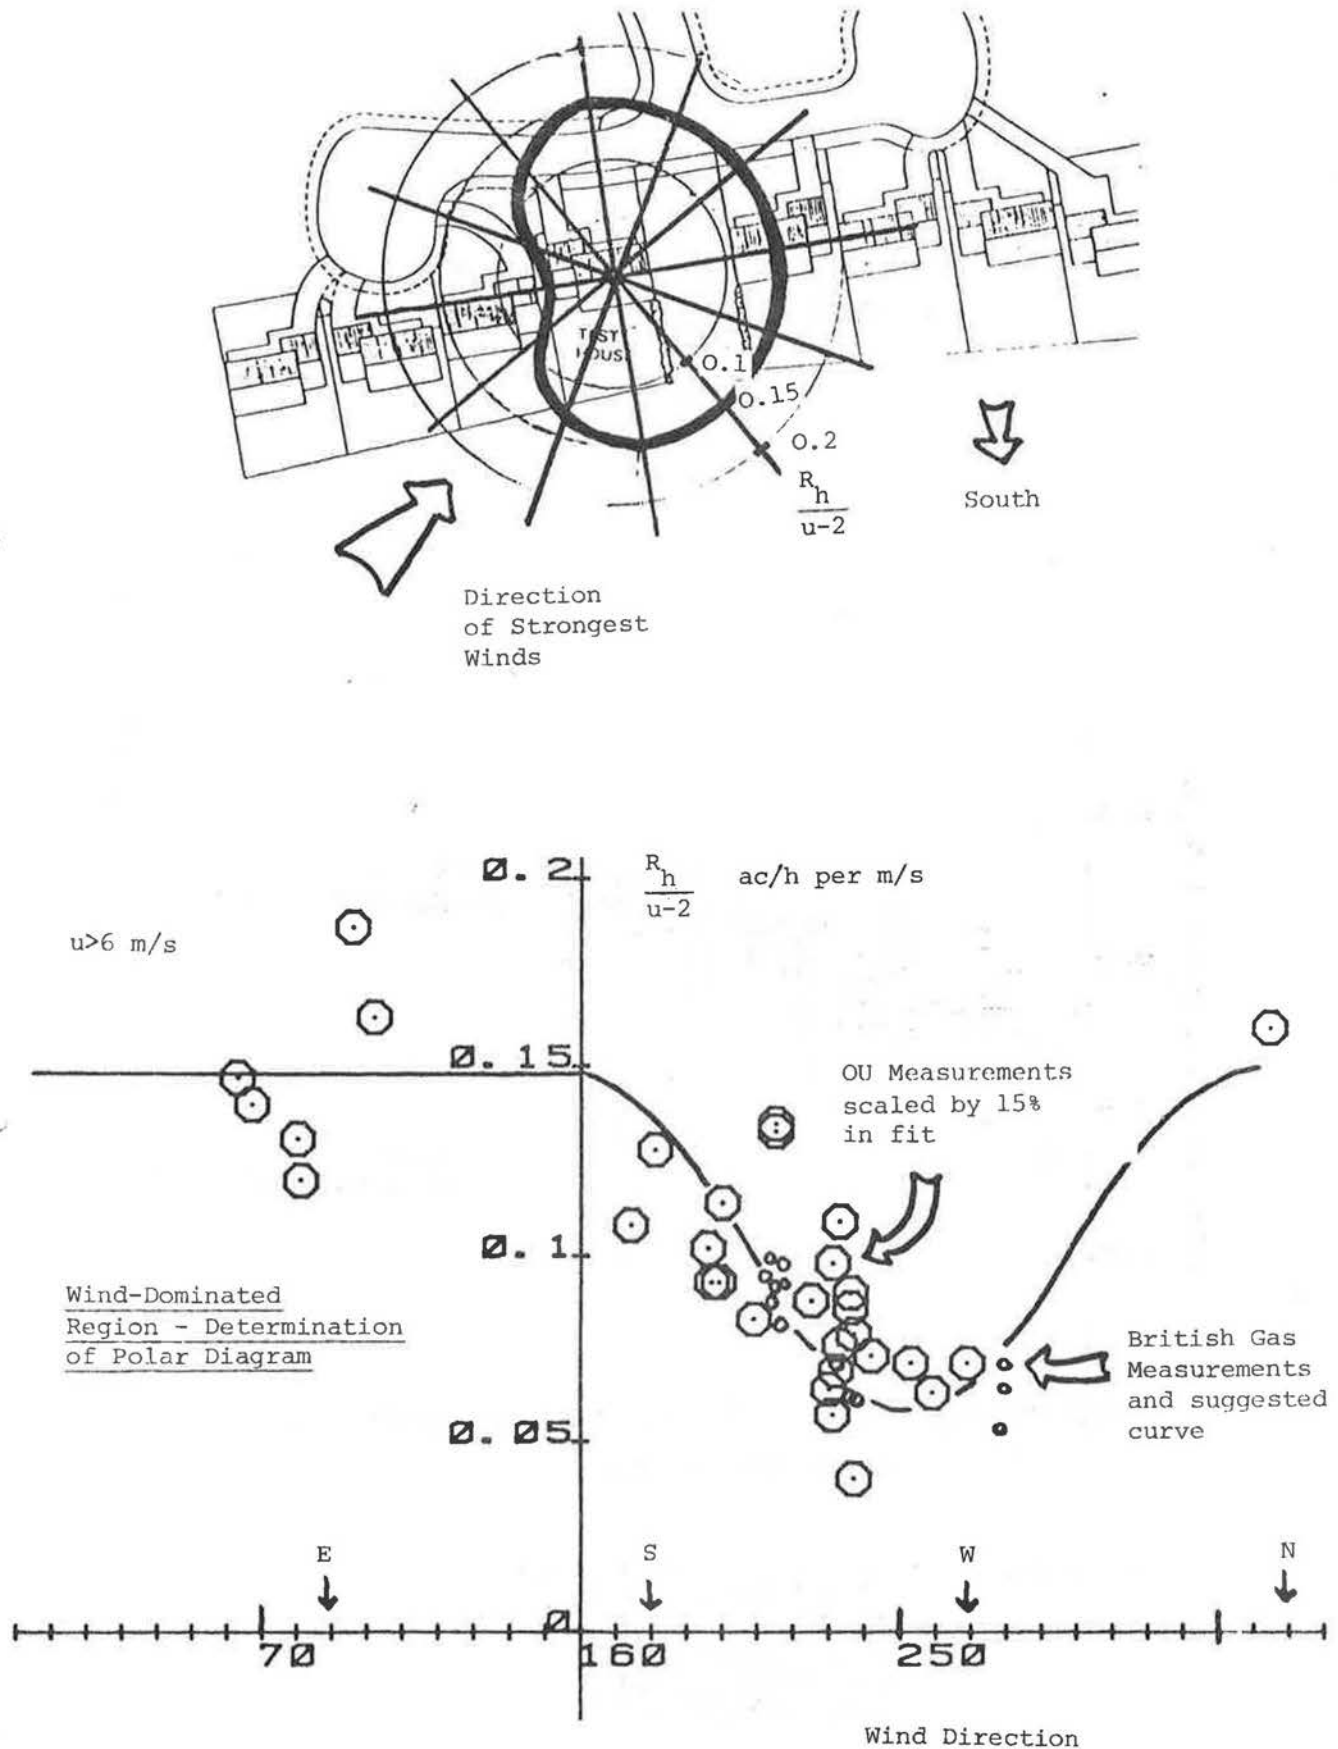 TEST
HOUSE
0.1
0.15
0.2
R
h
u-2
South
Direction
of Strongest
Winds
0.2
R
h
u-2
ac/h per m/s
u>6 m/s
0.15
OU Measurements
scaled by 15%
in fit
0.1
Wind-Dominated
Region - Determination
of Polar Diagram
British Gas
Measurements
and suggested
curve
0.05
E
S
W
N
0
70
160
250
Wind Direction